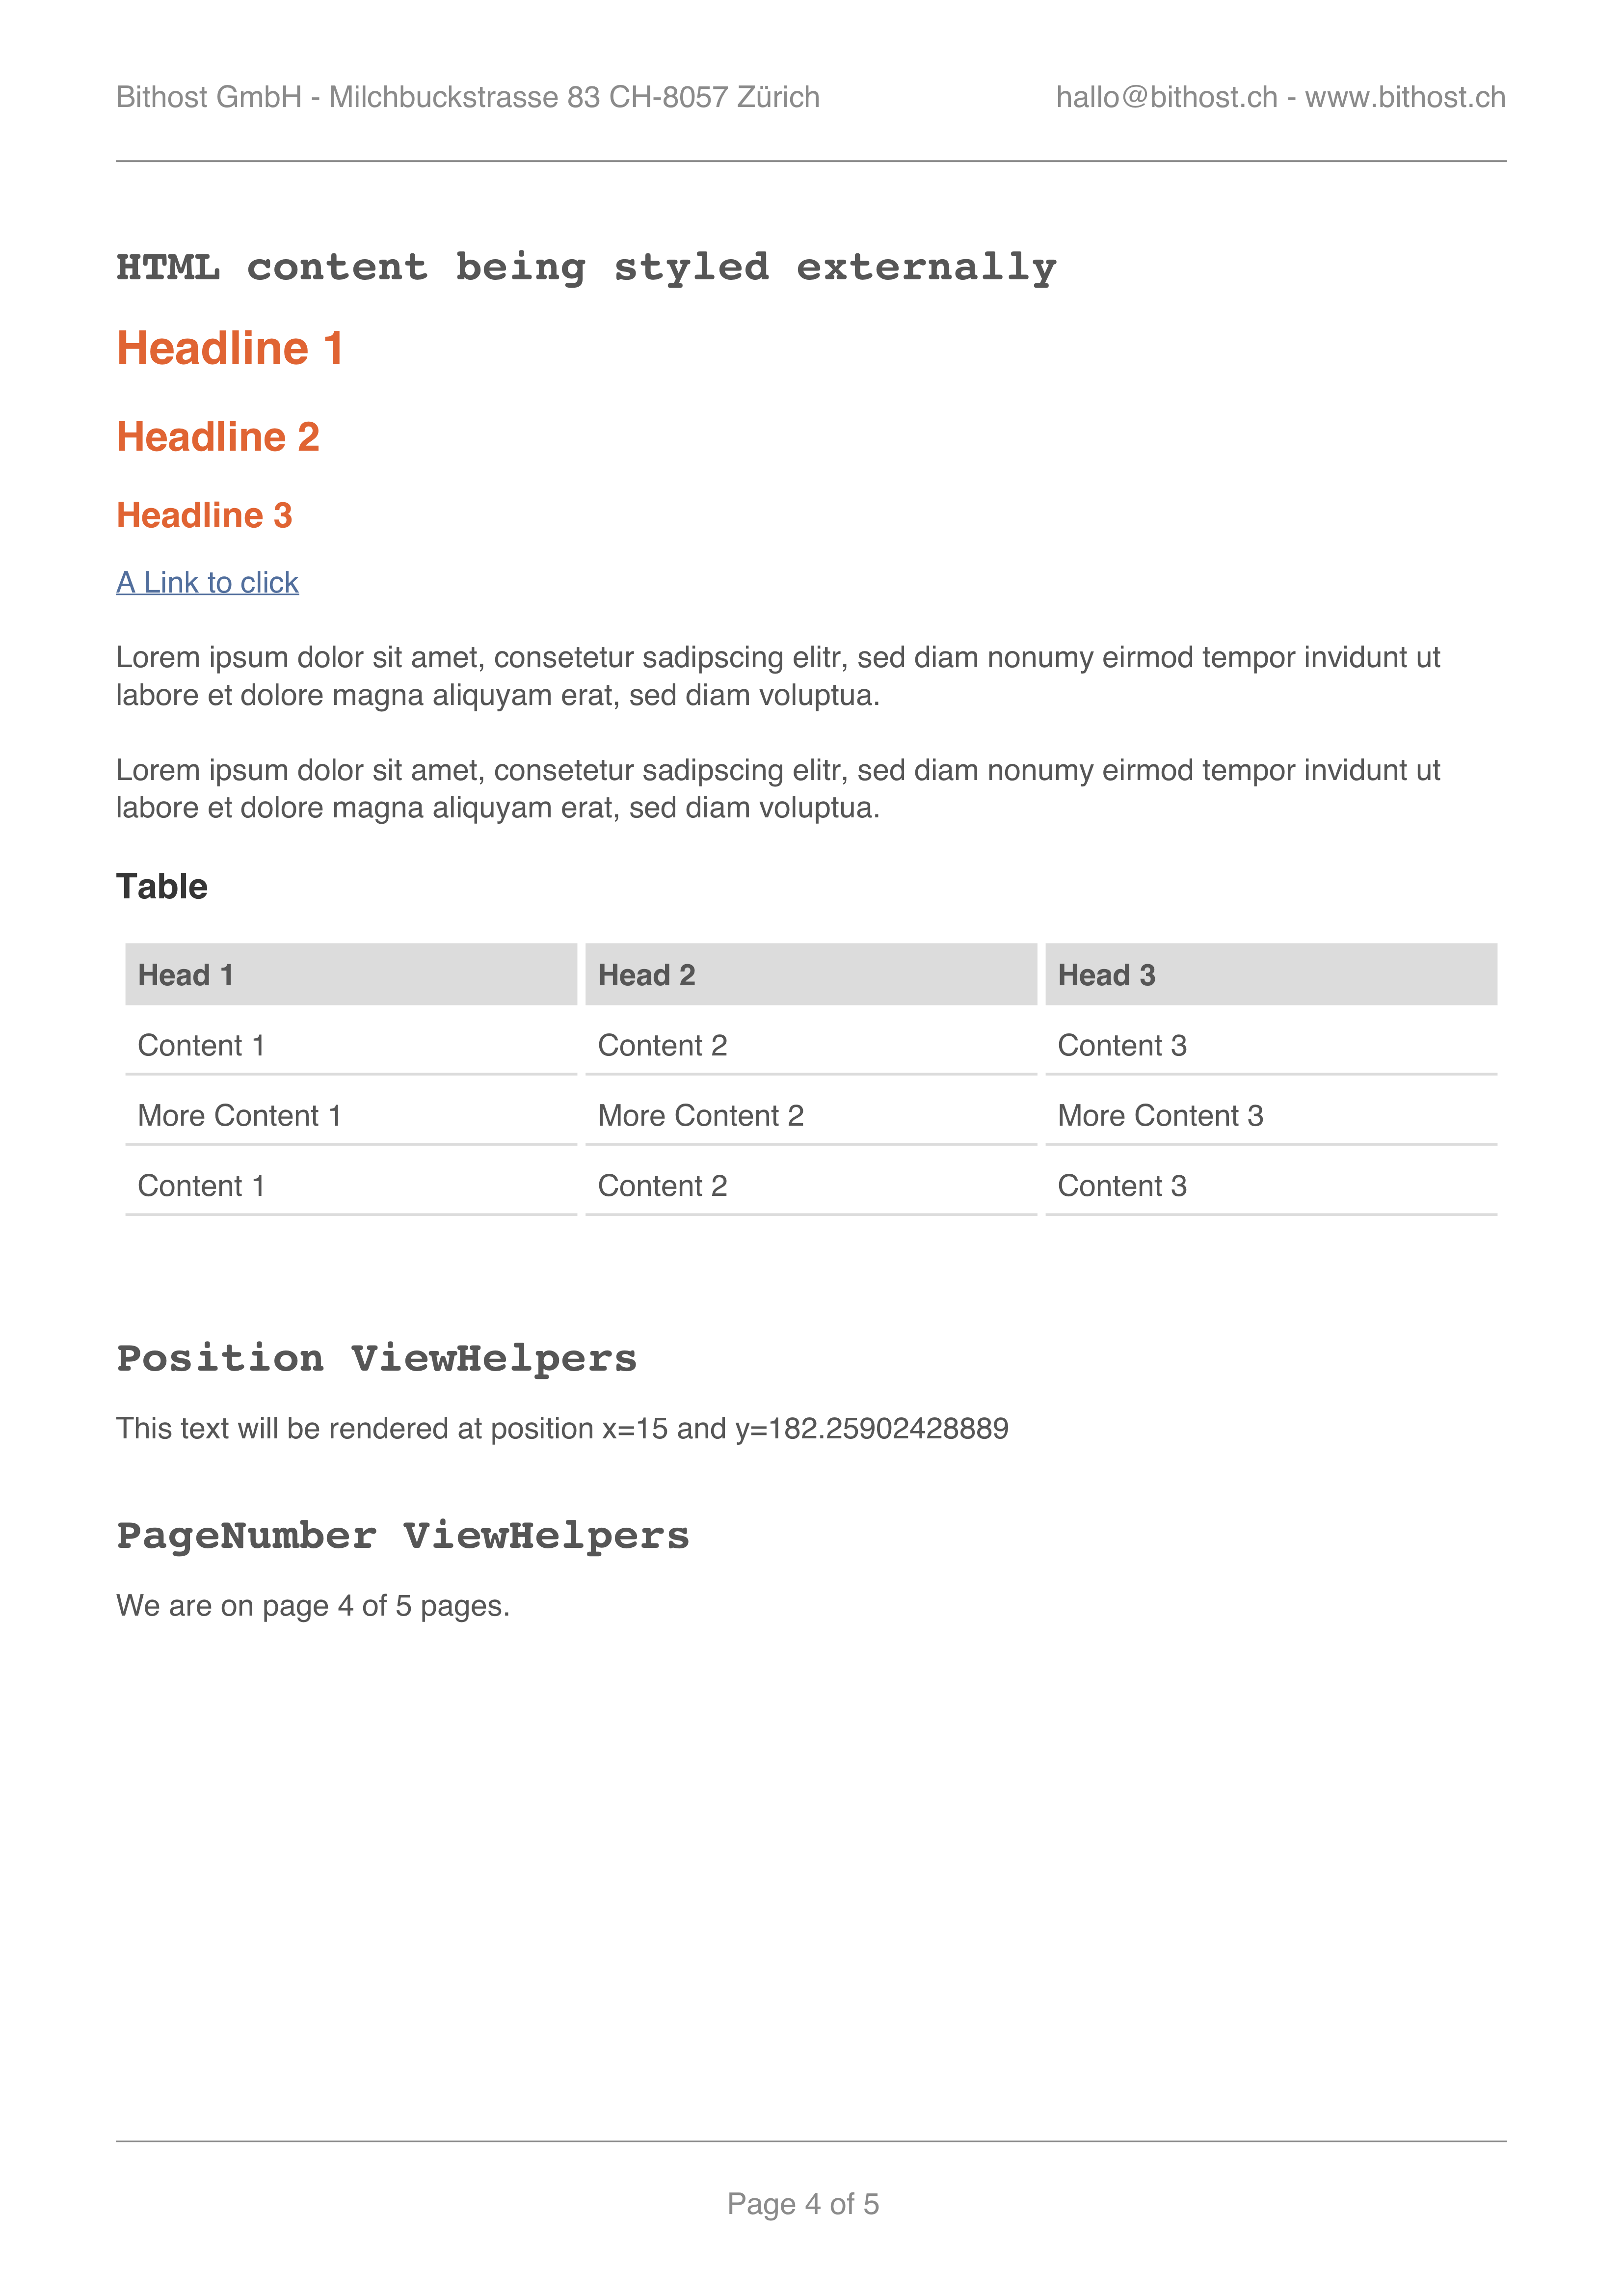 Bithost GmbH - Milchbuckstrasse 83 CH-8057 Zürich hallo@bithost.ch - www.bithost.ch
HTML content being styled externally
Headline 1
Headline 2
Headline 3
A Link to click
Lorem ipsum dolor sit amet, consetetur sadipscing elitr, sed diam nonumy eirmod tempor invidunt ut
labore et dolore magna aliquyam erat, sed diam voluptua.
Lorem ipsum dolor sit amet, consetetur sadipscing elitr, sed diam nonumy eirmod tempor invidunt ut
labore et dolore magna aliquyam erat, sed diam voluptua.
Table
Head 1 Head 2 Head 3
Content 1 Content 2 Content 3
More Content 1 More Content 2 More Content 3
Content 1 Content 2 Content 3
Position ViewHelpers
This text will be rendered at position x=15 and y=182.25902428889
PageNumber ViewHelpers
We are on page 4 of 5 pages.
Page 4 of 5